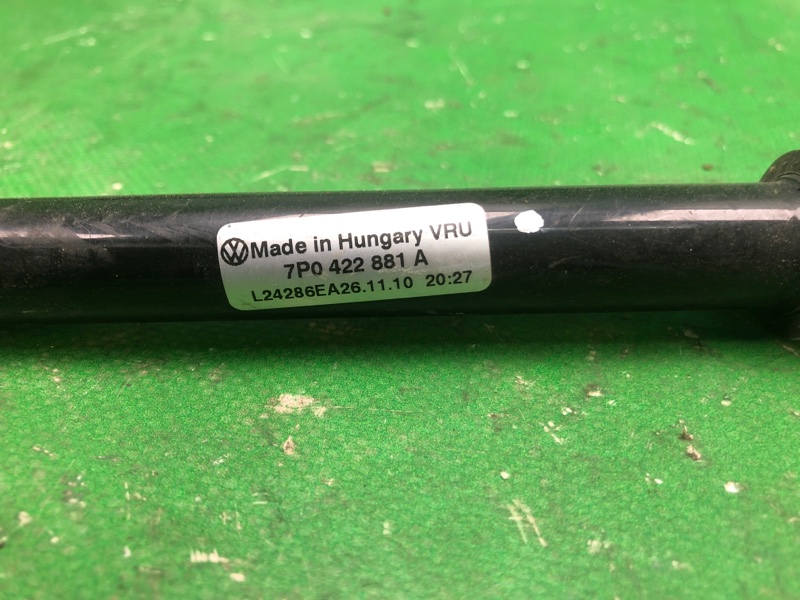 Made in Hungary VRU
7P0 422 881 A
L24286EA26.11.10 20:27